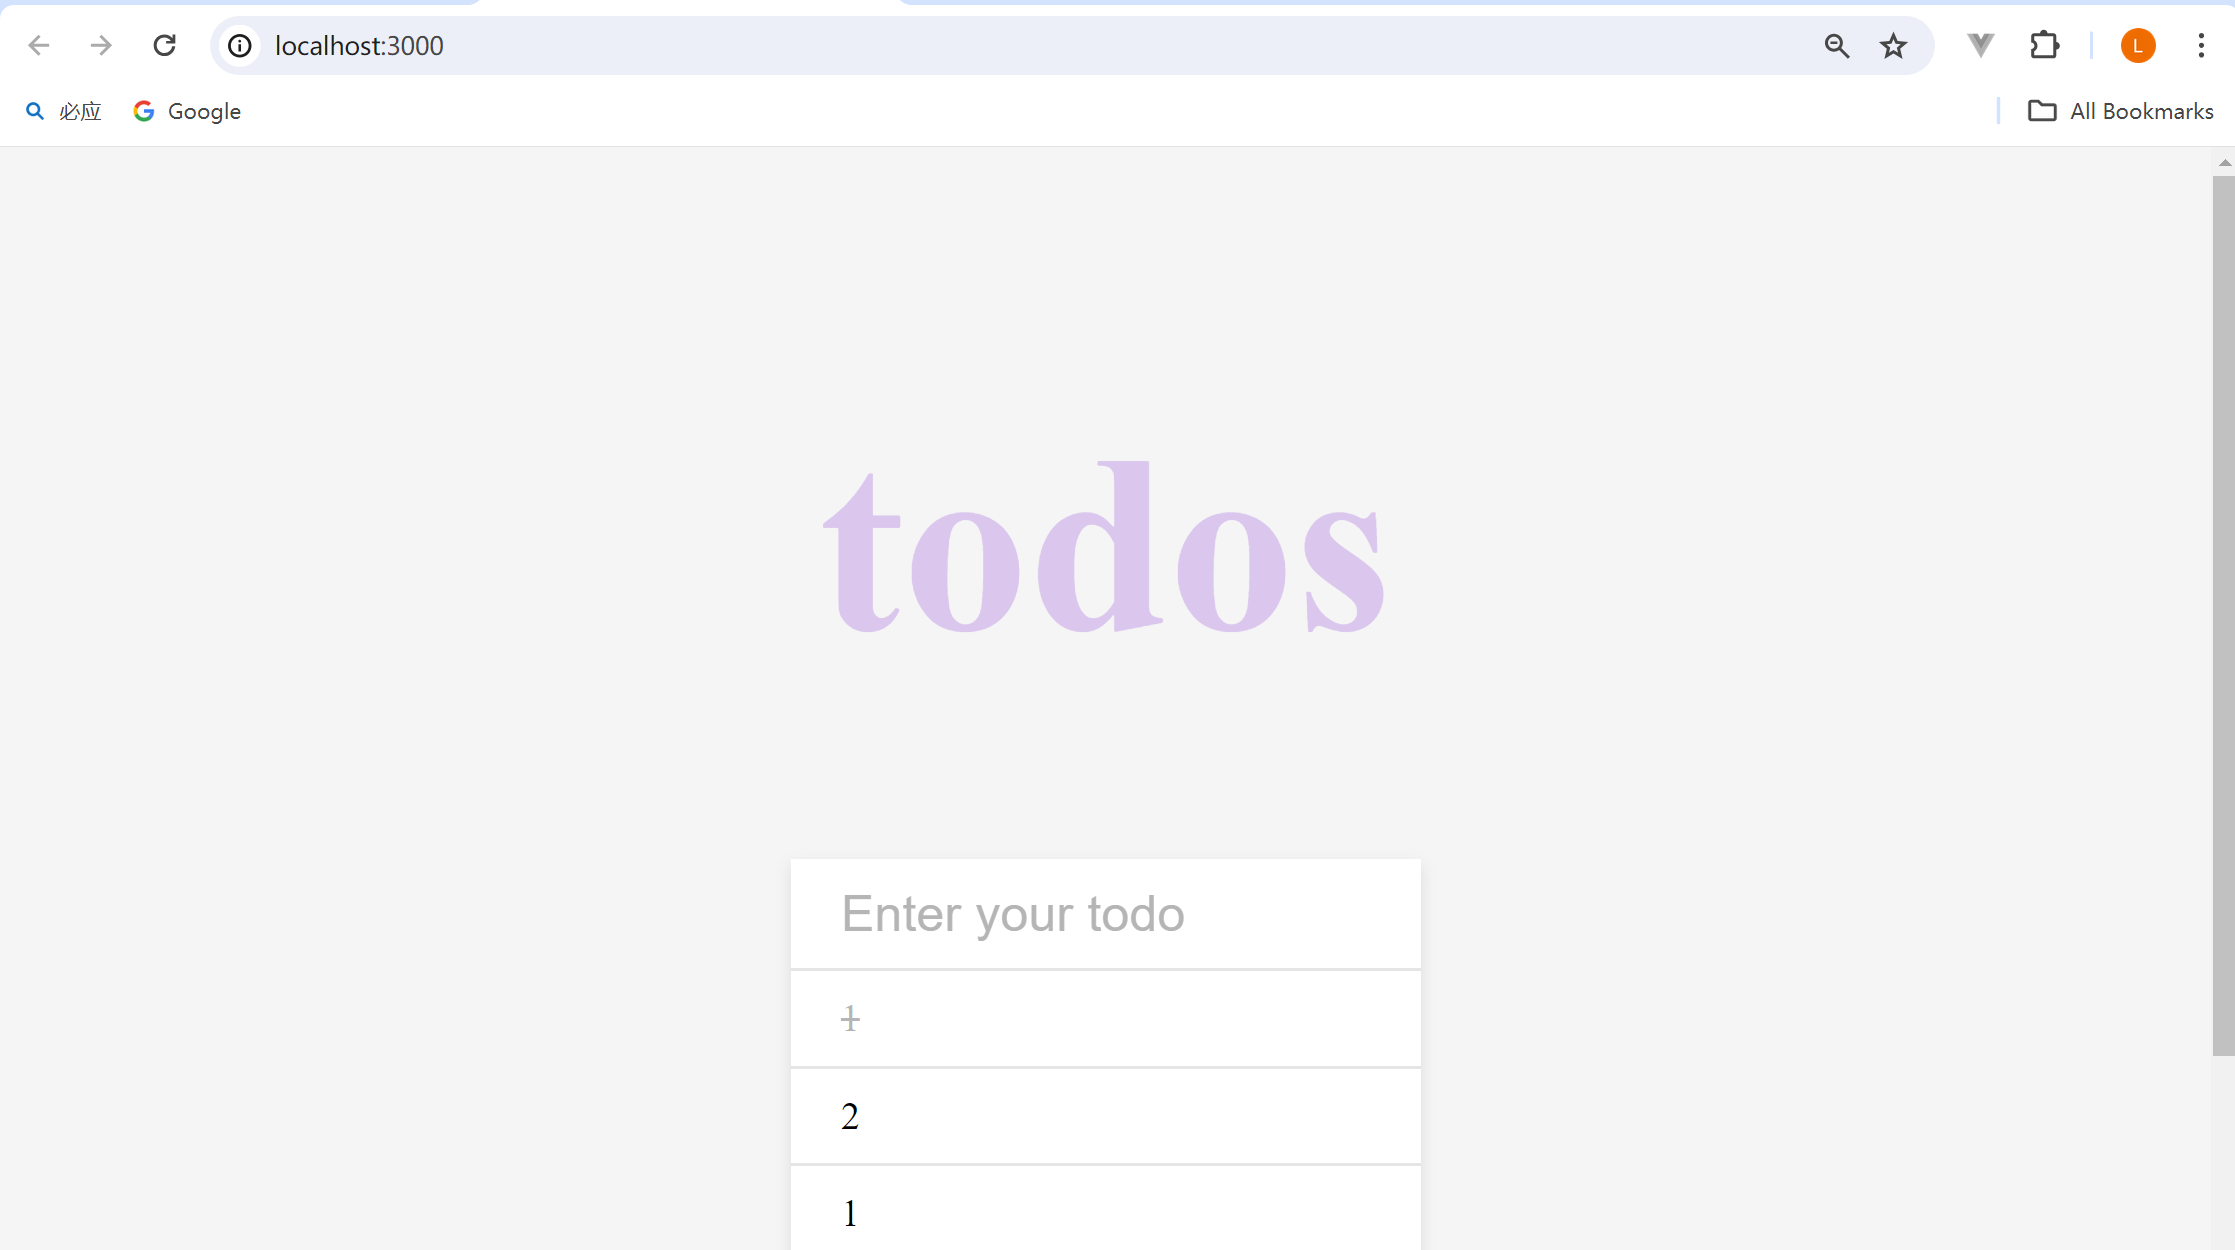 localhost:3000
L
必应 Google All Bookmarks
todos
Enter your todo
1
2
1